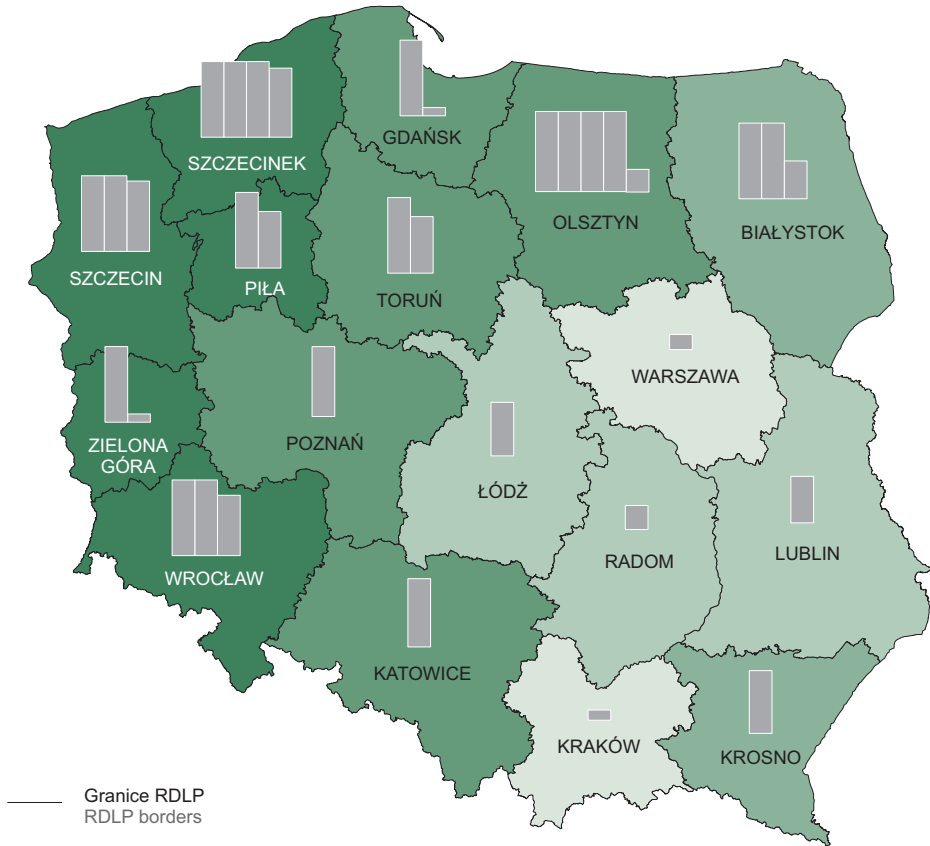 GDAŃSK
SZCZECINEK
OLSZTYN
BIAŁYSTOK
SZCZECIN
PIŁA
TORUŃ
WARSZAWA
ZIELONA
GÓRA
POZNAŃ
ŁÓDŹ
RADOM
LUBLIN
WROCŁAW
KATOWICE
KRAKÓW
KROSNO
Granice RDLP
RDLP borders